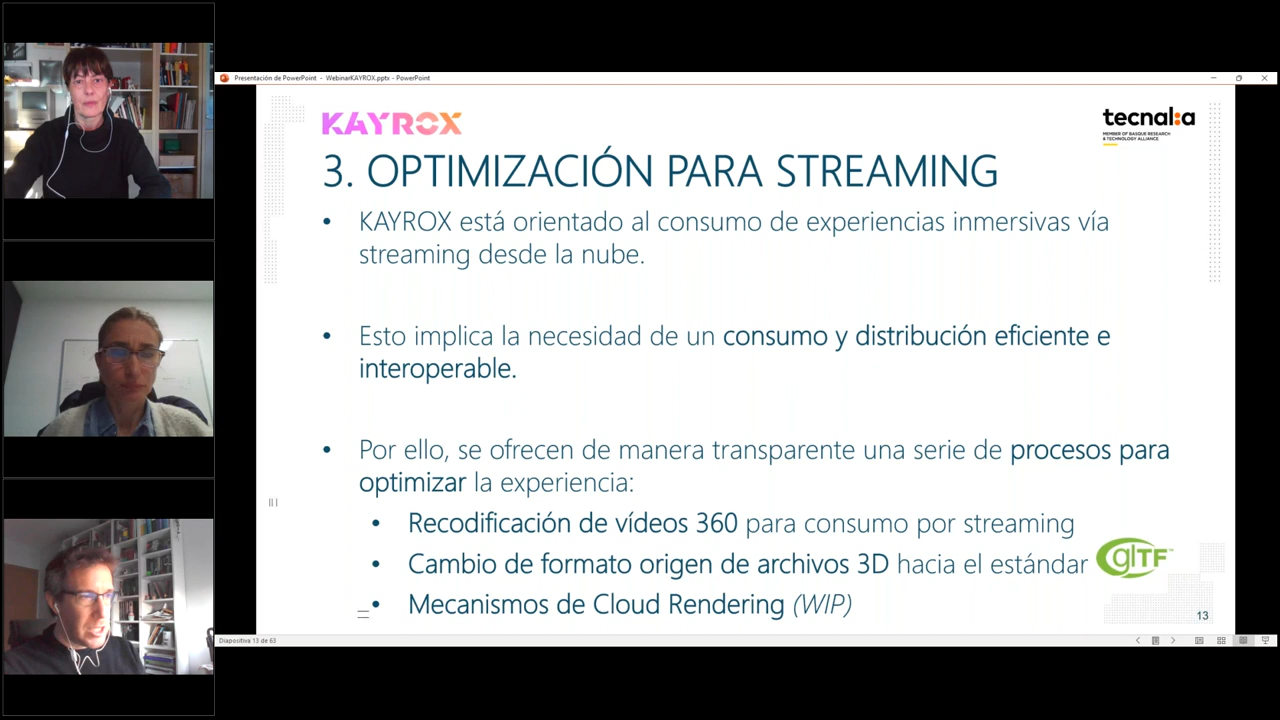 Presentación de PowerPoint - WebinarKAYROX.pptx - PowerPoint
KAYROX
tecnal:a
MEMBER OF BASQUE RESEARCH
& TECHNOLOGY ALLIANCE
3. OPTIMIZACIÓN PARA STREAMING
• KAYROX está orientado al consumo de experiencias inmersivas vía
streaming desde la nube.
• Esto implica la necesidad de un consumo y distribución eficiente e
interoperable.
• Por ello, se ofrecen de manera transparente una serie de procesos para
optimizar la experiencia:
• Recodificación de vídeos 360 para consumo por streaming
• Cambio de formato origen de archivos 3D hacia el estándar glTF™
• Mecanismos de Cloud Rendering (WIP)
13
Diapositiva 13 de 63